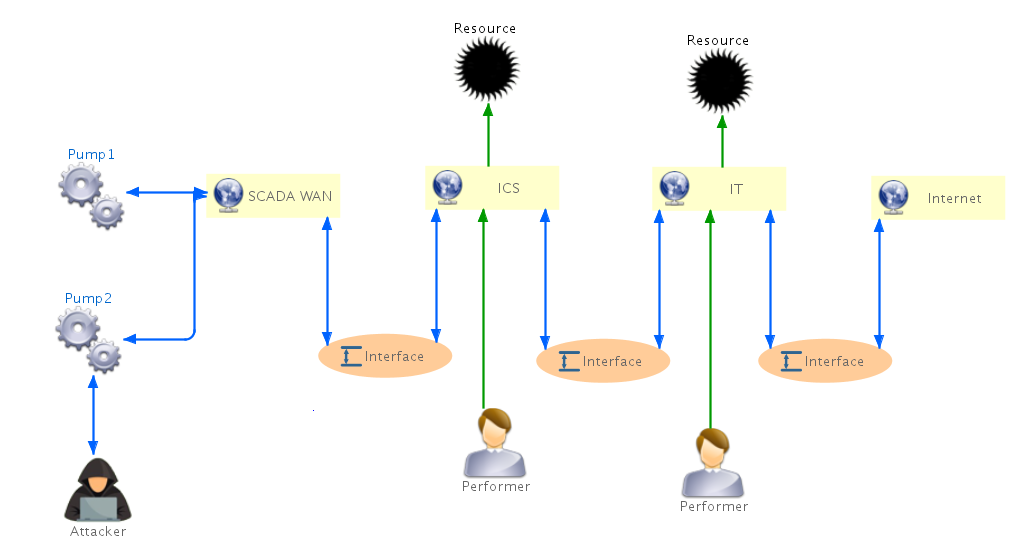 Resource
Resource
Pump1
SCADA WAN
ICS
IT
Internet
Pump2
Interface
Interface
Interface
Performer
Performer
Attacker